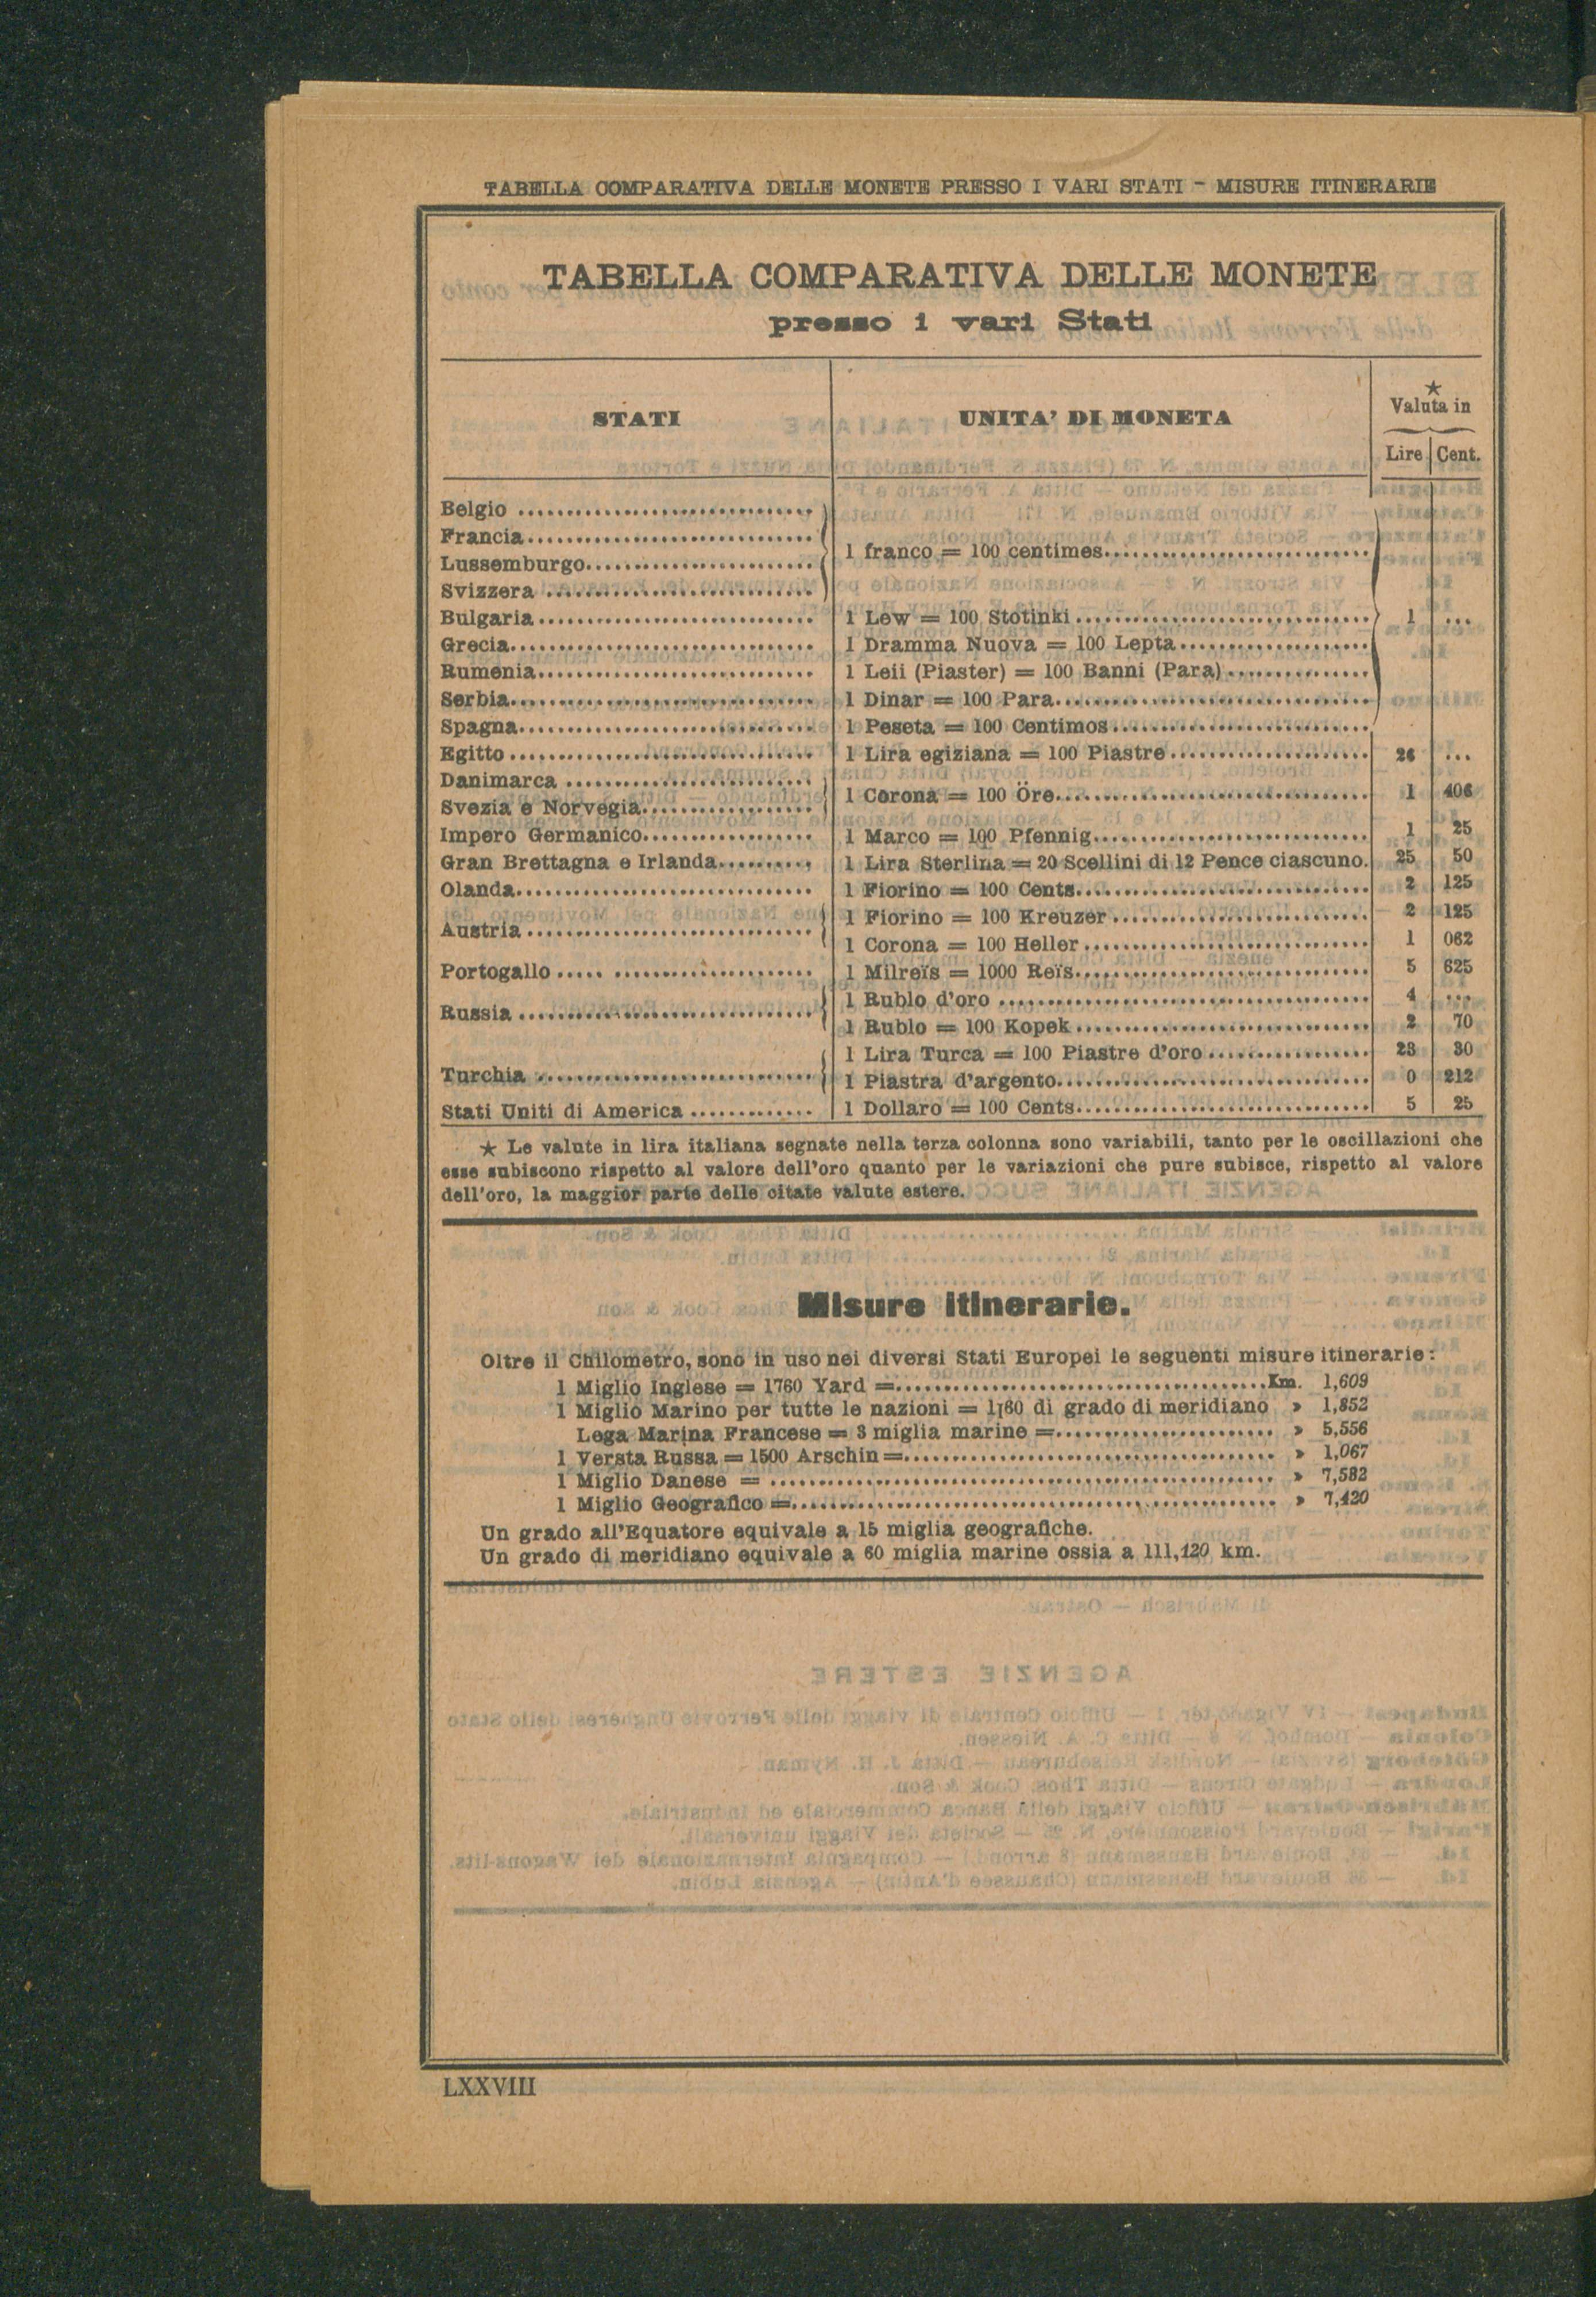 TABELLA COMPARATIVA DELLE MONETE PRESSO I VARI STATI - MISURE ITINERARIE
TABELLA COMPARATIVA DELLE MONETE
presso i vari Stati
STATI
UNITA' DI MONETA
★
Valuta in
Lire
Cent.
Belgio
Francia
Lussemburgo
Svizzera
1 franco = 100 centimes
Bulgaria 1 Lew = 100 Stotinki 1 ...
Grecia 1 Dramma Nuova = 100 Lepta
Rumenia 1 Leii (Piaster) = 100 Banni (Para)
Serbia 1 Dinar = 100 Para
Spagna 1 Peseta = 100 Centimos
Egitto 1 Lira egiziana = 100 Piastre 26 ...
Danimarca
Svezia e Norvegia
1 Corona = 100 Öre 1 406
Impero Germanico 1 Marco = 100 Pfennig 1 25
Gran Brettagna e Irlanda 1 Lira Sterlina = 20 Scellini di 12 Pence ciascuno. 25 50
Olanda 1 Fiorino = 100 Cents 2 125
Austria
1 Fiorino = 100 Kreuzer 2 125
1 Corona = 100 Heller 1 062
Portogallo 1 Milreïs = 1000 Reïs 5 625
Russia
1 Rublo d'oro 4 ...
1 Rublo = 100 Kopek 2 70
Turchia
1 Lira Turca = 100 Piastre d'oro 23 30
1 Piastra d'argento 0 212
Stati Uniti di America 1 Dollaro = 100 Cents 5 25
★ Le valute in lira italiana segnate nella terza colonna sono variabili, tanto per le oscillazioni che
esse subiscono rispetto al valore dell'oro quanto per le variazioni che pure subisce, rispetto al valore
dell'oro, la maggior parte delle citate valute estere.
Misure itinerarie.
Oltre il Chilometro, sono in uso nei diversi Stati Europei le seguenti misure itinerarie:
1 Miglio Inglese = 1760 Yard = Km. 1,609
1 Miglio Marino per tutte le nazioni = 1|60 di grado di meridiano » 1,852
Lega Marina Francese = 3 miglia marine = » 5,556
1 Versta Russa = 1500 Arschin = » 1,067
1 Miglio Danese = » 7,582
1 Miglio Geografico = » 7,420
Un grado all'Equatore equivale a 15 miglia geografiche.
Un grado di meridiano equivale a 60 miglia marine ossia a 111,120 km.
LXXVIII